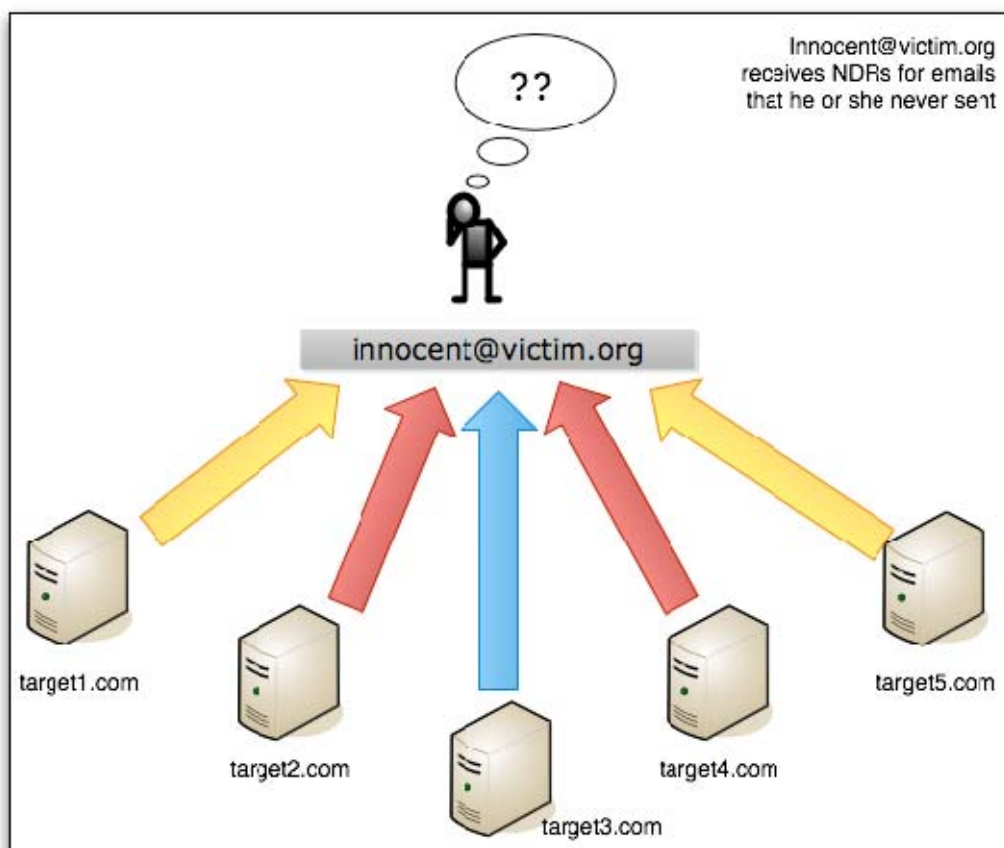 Innocent@victim.org
receives NDRs for emails
that he or she never sent
??
innocent@victim.org
target1.com
target5.com
target2.com
target4.com
target3.com